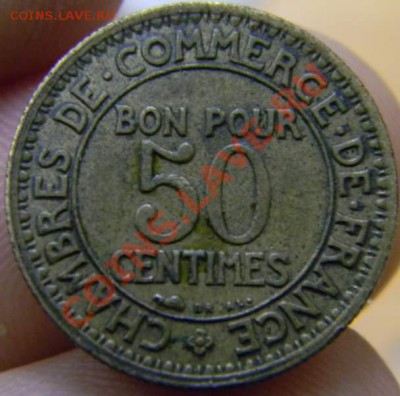 COINS.LAVE.RU
CHAMBRES·DE·COMMERCE·DE·FRANCE
BON POUR
50
CENTIMES
COINS.LAVE.RU